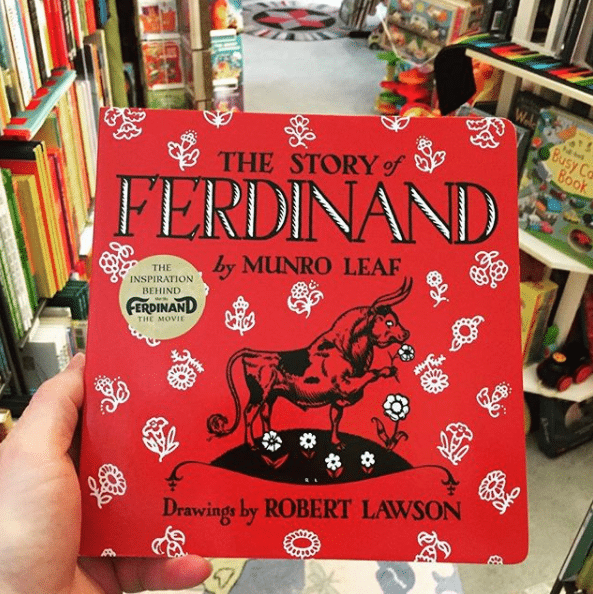 THE STORY of
FERDINAND
by MUNRO LEAF
THE
INSPIRATION
BEHIND
FERDINAND
THE MOVIE
Drawings by ROBERT LAWSON
Busy
Book